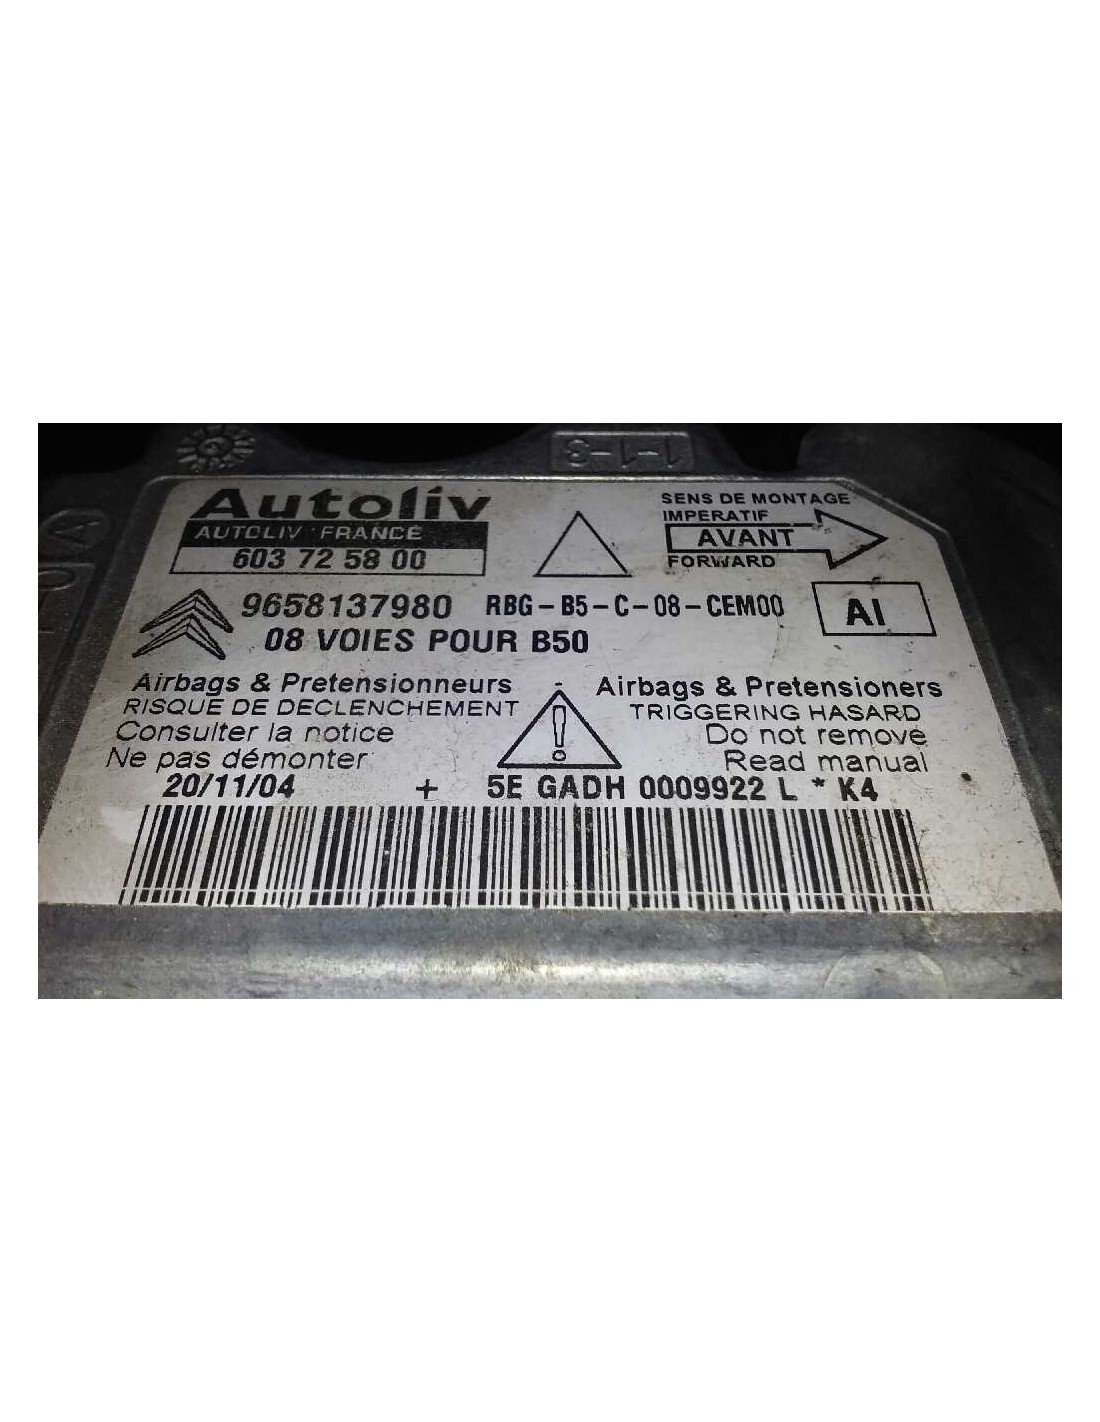 1-1-3
Autoliv
AUTOLIV FRANCE
603 72 58 00
SENS DE MONTAGE
IMPERATIF
AVANT
FORWARD
9658137980 RBG-B5-C-08-CEM00
AI
08 VOIES POUR B50
Airbags & Pretensionneurs
RISQUE DE DECLENCHEMENT
Consulter la notice
Ne pas démonter
!
Airbags & Pretensioners
TRIGGERING HASARD
Do not remove
Read manual
20/11/04 + 5E GADH 0009922 L * K4